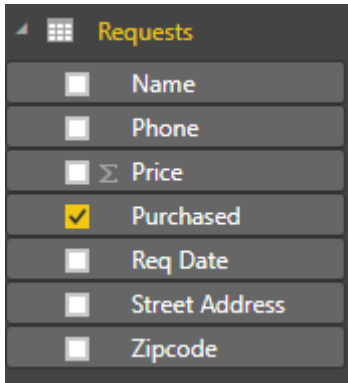 Requests
Name
Phone
Σ Price
Purchased
Req Date
Street Address
Zipcode